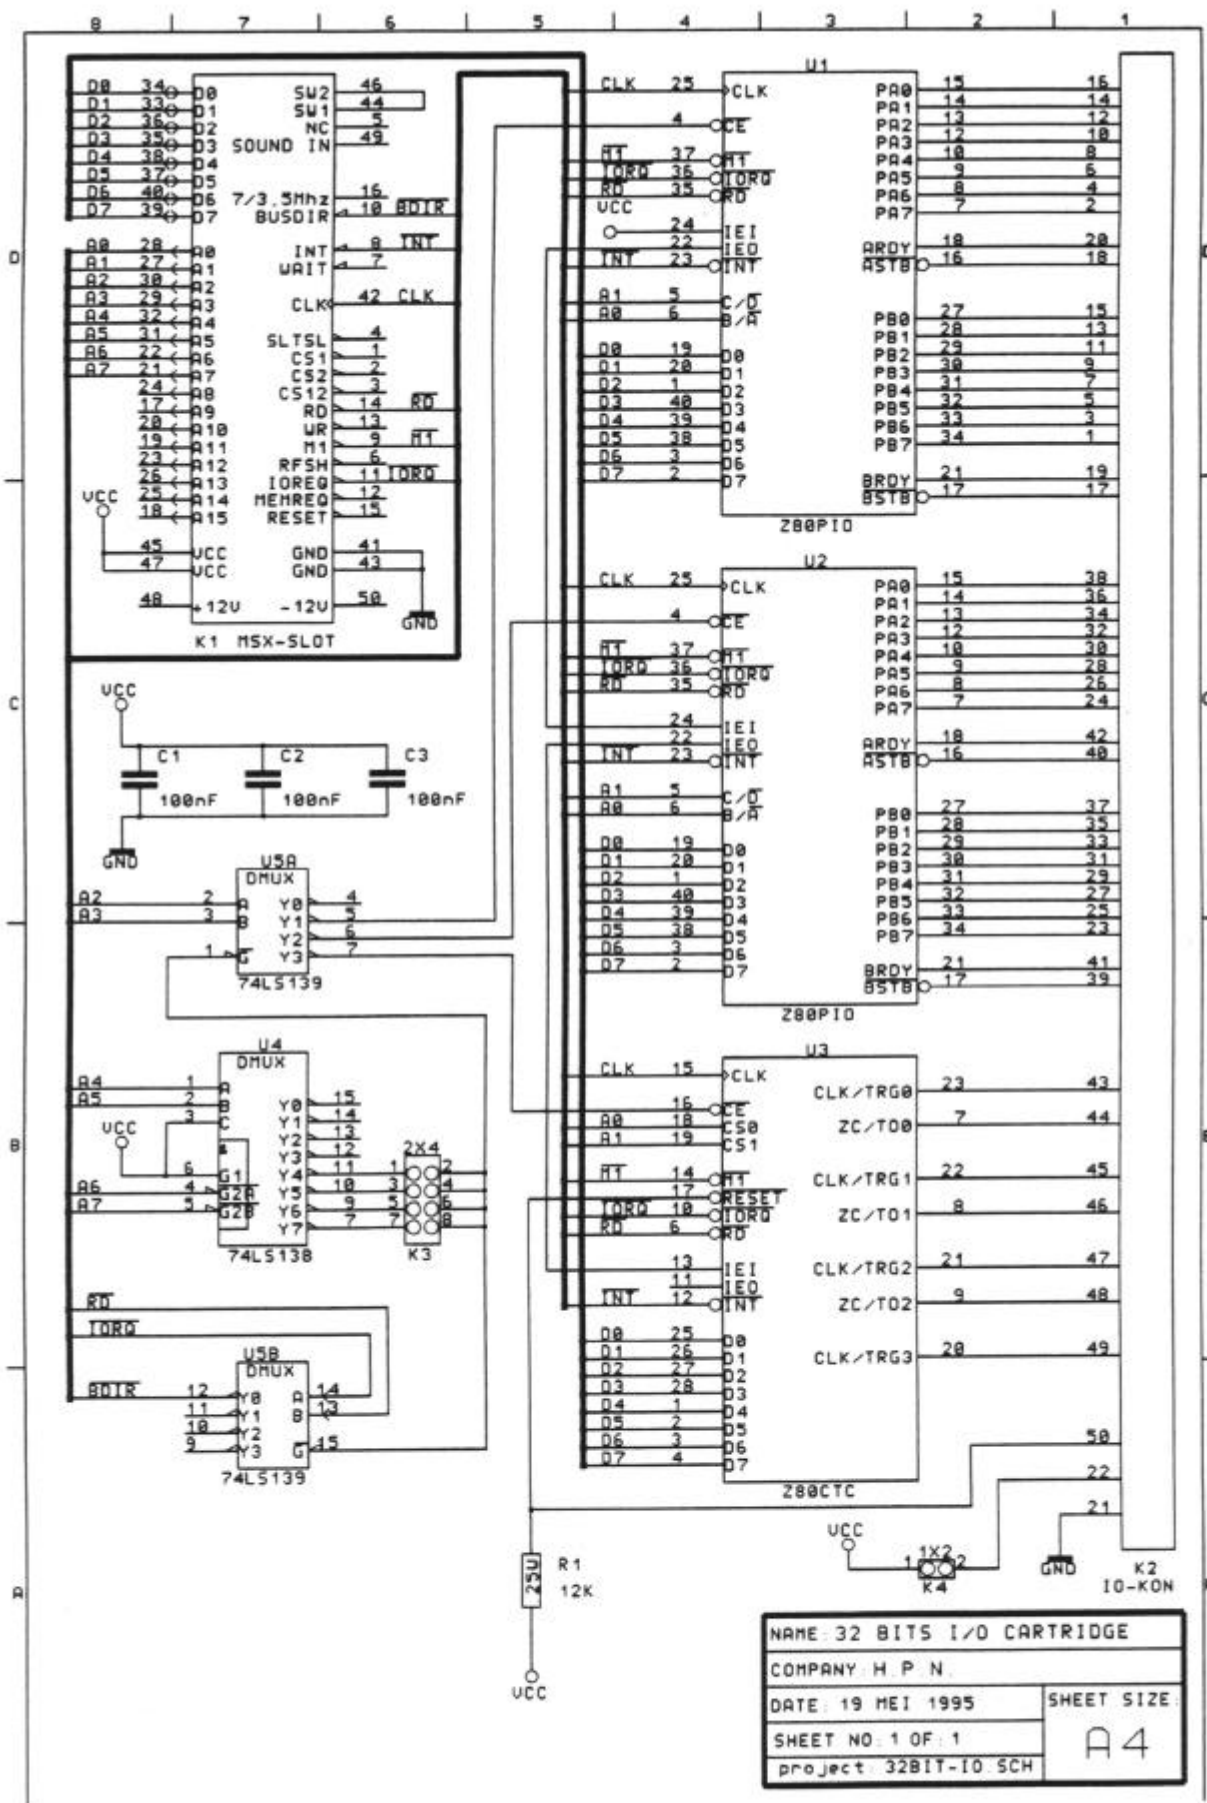 8 7 6 5 4 3 2 1
D
C
B
A
D0 34 D0
D1 33 D1
D2 36 D2
D3 35 D3
D4 38 D4
D5 37 D5
D6 40 D6
D7 39 D7
A0 28 A0
A1 27 A1
A2 30 A2
A3 29 A3
A4 32 A4
A5 31 A5
A6 22 A6
A7 21 A7
24 A8
17 A9
20 A10
19 A11
23 A12
26 A13
25 A14
18 A15
VCC
45 VCC
47 VCC
48 +12V
SW2 46
SW1 44
NC 5
SOUND IN 49
7/3.5Mhz 16
BUSDIR 10 BDIR
INT 8 INT
WAIT 7
CLK 42 CLK
SLTSL 4
CS1 1
CS2 2
CS12 3
RD 14 RD
WR 13
M1 9 M1
RFSH 6
IOREQ 11 IORQ
MEMREQ 12
RESET 15
GND 41
GND 43
-12V 50
GND
K1 MSX-SLOT
VCC
C1 C2 C3
100nF 100nF 100nF
GND
U5A
DMUX
A2 2 A Y0 4
A3 3 B Y1 5
Y2 6
1 G Y3 7
74LS139
U4
DMUX
A4 1 A
A5 2 B Y0 15
VCC 3 C Y1 14
Y2 13
& Y3 12
6 G1 Y4 11
A6 4 G2A Y5 10
A7 5 G2B Y6 9
Y7 7
74LS138
2X4
1 2
3 4
5 6
7 8
K3
RD
IORQ
U5B
DMUX
BDIR 12 Y0 A 14
11 Y1 B 13
10 Y2
9 Y3 G 15
74LS139
U1
CLK 25 CLK
4 CE
M1 37 M1
IORQ 36 IORQ
RD 35 RD
VCC
24 IEI
22 IEO
INT 23 INT
A1 5 C/D
A0 6 B/A
D0 19 D0
D1 20 D1
D2 1 D2
D3 40 D3
D4 39 D4
D5 38 D5
D6 3 D6
D7 2 D7
PA0 15 16
PA1 14 14
PA2 13 12
PA3 12 10
PA4 10 8
PA5 9 6
PA6 8 4
PA7 7 2
ARDY 18 20
ASTB 16 18
PB0 27 15
PB1 28 13
PB2 29 11
PB3 30 9
PB4 31 7
PB5 32 5
PB6 33 3
PB7 34 1
BRDY 21 19
BSTB 17 17
Z80PIO
U2
CLK 25 CLK
4 CE
M1 37 M1
IORQ 36 IORQ
RD 35 RD
24 IEI
22 IEO
INT 23 INT
A1 5 C/D
A0 6 B/A
D0 19 D0
D1 20 D1
D2 1 D2
D3 40 D3
D4 39 D4
D5 38 D5
D6 3 D6
D7 2 D7
PA0 15 38
PA1 14 36
PA2 13 34
PA3 12 32
PA4 10 30
PA5 9 28
PA6 8 26
PA7 7 24
ARDY 18 42
ASTB 16 40
PB0 27 37
PB1 28 35
PB2 29 33
PB3 30 31
PB4 31 29
PB5 32 27
PB6 33 25
PB7 34 23
BRDY 21 41
BSTB 17 39
Z80PIO
U3
CLK 15 CLK
16 CE
A0 18 CS0
A1 19 CS1
M1 14 M1
17 RESET
IORQ 10 IORQ
RD 6 RD
13 IEI
11 IEO
INT 12 INT
D0 25 D0
D1 26 D1
D2 27 D2
D3 28 D3
D4 1 D4
D5 2 D5
D6 3 D6
D7 4 D7
CLK/TRG0 23 43
ZC/TO0 7 44
CLK/TRG1 22 45
ZC/TO1 8 46
CLK/TRG2 21 47
ZC/TO2 9 48
CLK/TRG3 20 49
Z80CTC
50
22
21
VCC
1X2
1 2
K4
GND
K2
IO-KON
25W
R1
12K
VCC
NAME: 32 BITS I/O CARTRIDGE
COMPANY: H.P.N.
DATE: 19 MEI 1995
SHEET SIZE:
A4
SHEET NO: 1 OF: 1
project: 32BIT-IO.SCH